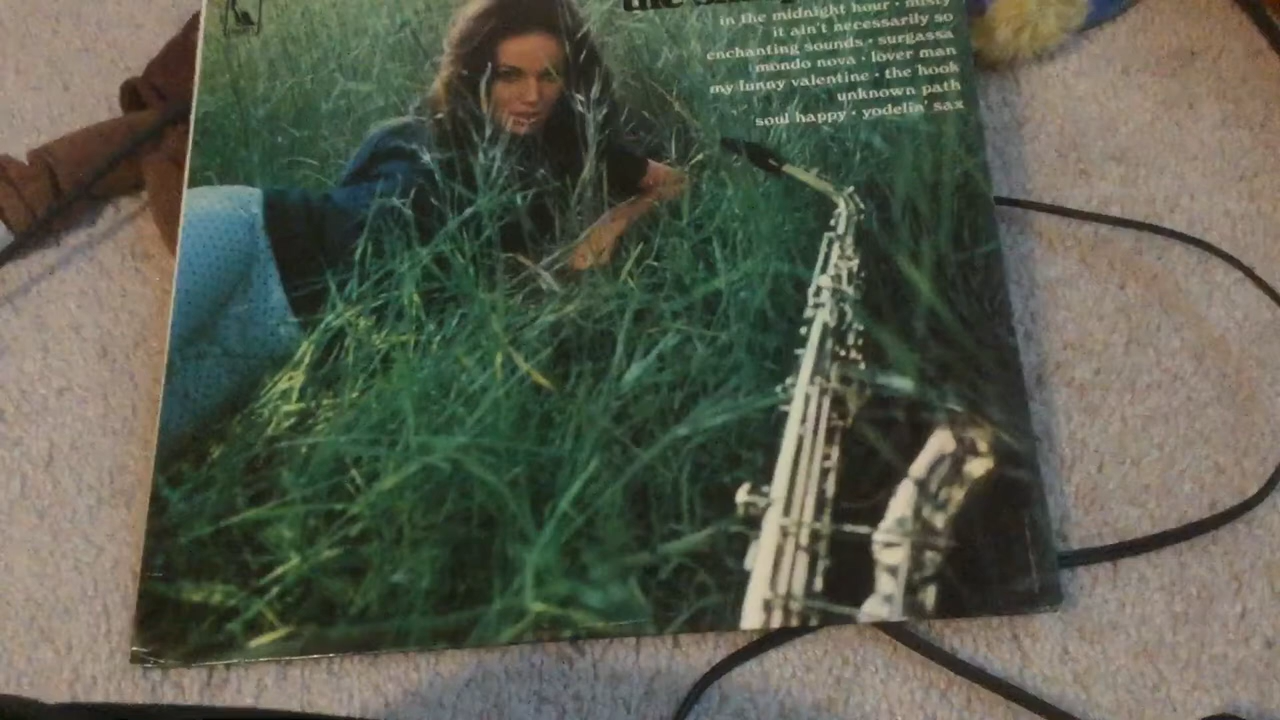 in the midnight hour • misty
it ain't necessarily so
enchanting sounds • surgassa
mondo nova • lover man
my funny valentine • the hook
unknown path
soul happy • yodelin' sax